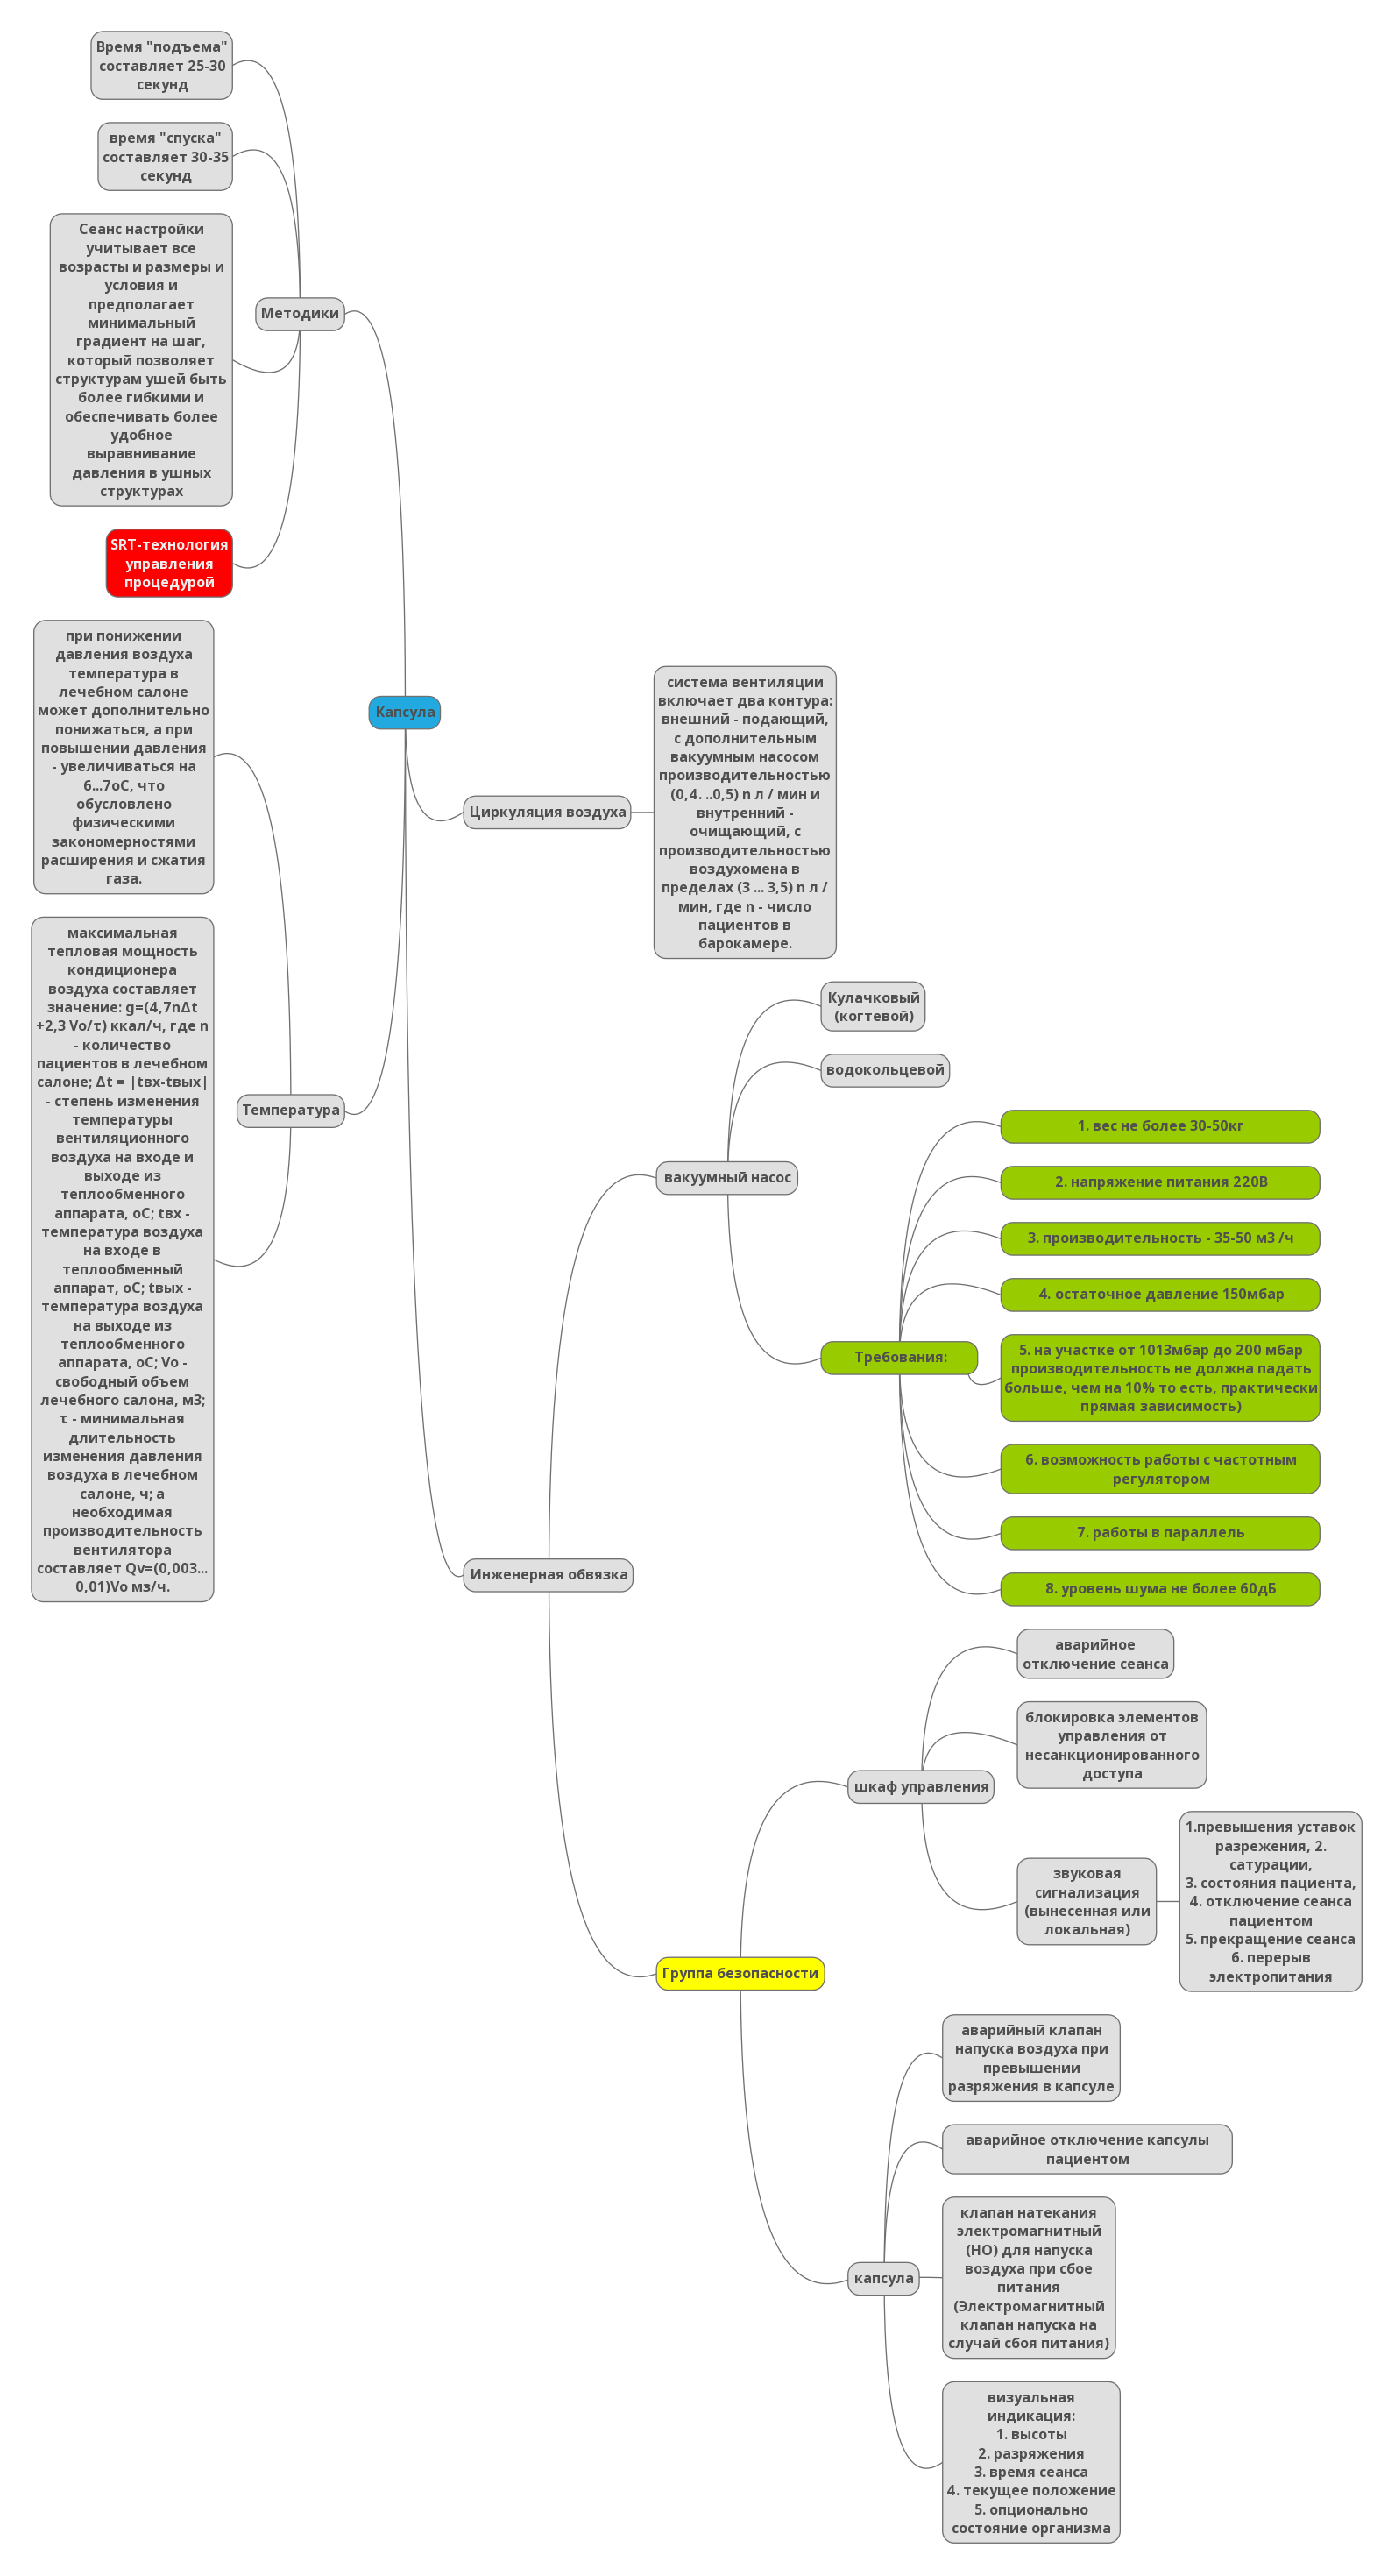 Время "подъема"
составляет 25-30
секунд
время "спуска"
составляет 30-35
секунд
Сеанс настройки
учитывает все
возрасты и размеры и
условия и
предполагает
минимальный
градиент на шаг,
который позволяет
структурам ушей быть
более гибкими и
обеспечивать более
удобное
выравнивание
давления в ушных
структурах
Методики
SRT-технология
управления
процедурой
при понижении
давления воздуха
температура в
лечебном салоне
может дополнительно
понижаться, а при
повышении давления
- увеличиваться на
6...7oC, что
обусловлено
физическими
закономерностями
расширения и сжатия
газа.
максимальная
тепловая мощность
кондиционера
воздуха составляет
значение: g=(4,7nΔt
+2,3 Vo/τ) ккал/ч, где n
- количество
пациентов в лечебном
салоне; Δt = |tвх-tвых|
- степень изменения
температуры
вентиляционного
воздуха на входе и
выходе из
теплообменного
аппарата, oC; tвх -
температура воздуха
на входе в
теплообменный
аппарат, oC; tвых -
температура воздуха
на выходе из
теплообменного
аппарата, oC; Vo -
свободный объем
лечебного салона, м3;
τ - минимальная
длительность
изменения давления
воздуха в лечебном
салоне, ч; а
необходимая
производительность
вентилятора
составляет Qv=(0,003...
0,01)Vo мз/ч.
Температура
Капсула
Циркуляция воздуха
система вентиляции
включает два контура:
внешний - подающий,
с дополнительным
вакуумным насосом
производительностью
(0,4. ..0,5) n л / мин и
внутренний -
очищающий, с
производительностью
воздухомена в
пределах (3 ... 3,5) n л /
мин, где n - число
пациентов в
барокамере.
Инженерная обвязка
вакуумный насос
Кулачковый
(когтевой)
водокольцевой
Требования:
1. вес не более 30-50кг
2. напряжение питания 220В
3. производительность - 35-50 м3 /ч
4. остаточное давление 150мбар
5. на участке от 1013мбар до 200 мбар
производительность не должна падать
больше, чем на 10% то есть, практически
прямая зависимость)
6. возможность работы с частотным
регулятором
7. работы в параллель
8. уровень шума не более 60дБ
Группа безопасности
шкаф управления
аварийное
отключение сеанса
блокировка элементов
управления от
несанкционированного
доступа
звуковая
сигнализация
(вынесенная или
локальная)
1.превышения уставок
разрежения, 2.
сатурации,
3. состояния пациента,
4. отключение сеанса
пациентом
5. прекращение сеанса
6. перерыв
электропитания
капсула
аварийный клапан
напуска воздуха при
превышении
разряжения в капсуле
аварийное отключение капсулы
пациентом
клапан натекания
электромагнитный
(НО) для напуска
воздуха при сбое
питания
(Электромагнитный
клапан напуска на
случай сбоя питания)
визуальная
индикация:
1. высоты
2. разряжения
3. время сеанса
4. текущее положение
5. опционально
состояние организма